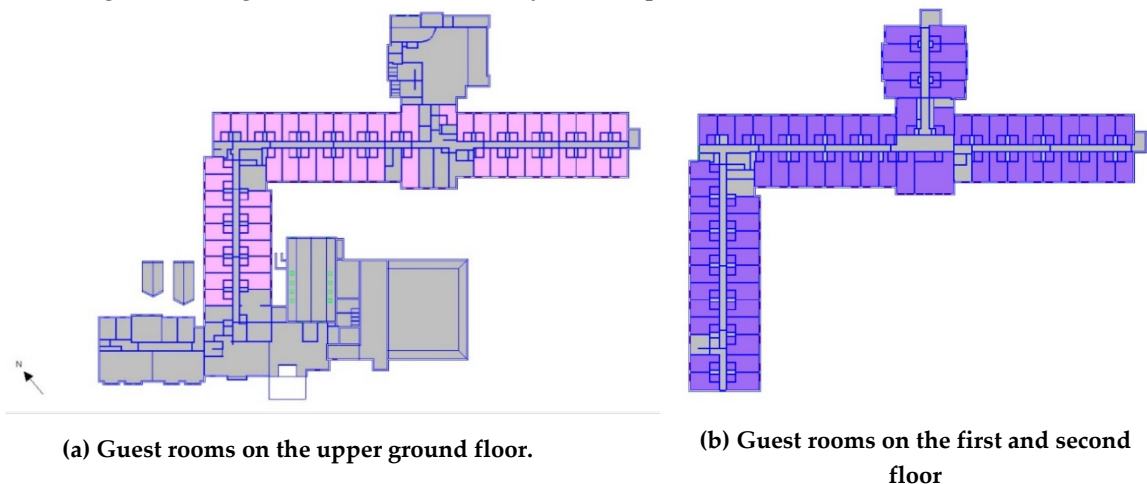 N
(a) Guest rooms on the upper ground floor.
(b) Guest rooms on the first and second
floor